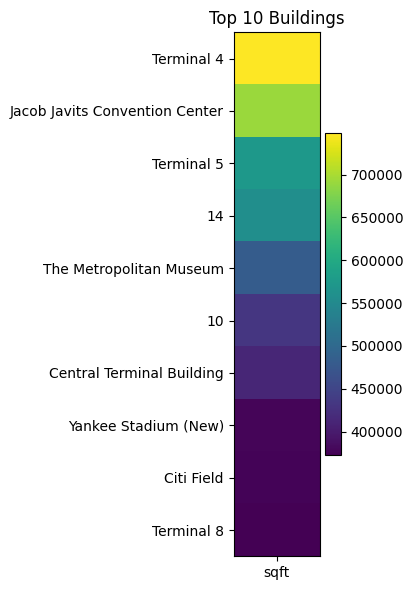 Top 10 Buildings
Terminal 4
Jacob Javits Convention Center
Terminal 5
14
The Metropolitan Museum
10
Central Terminal Building
Yankee Stadium (New)
Citi Field
Terminal 8
sqft
700000
650000
600000
550000
500000
450000
400000